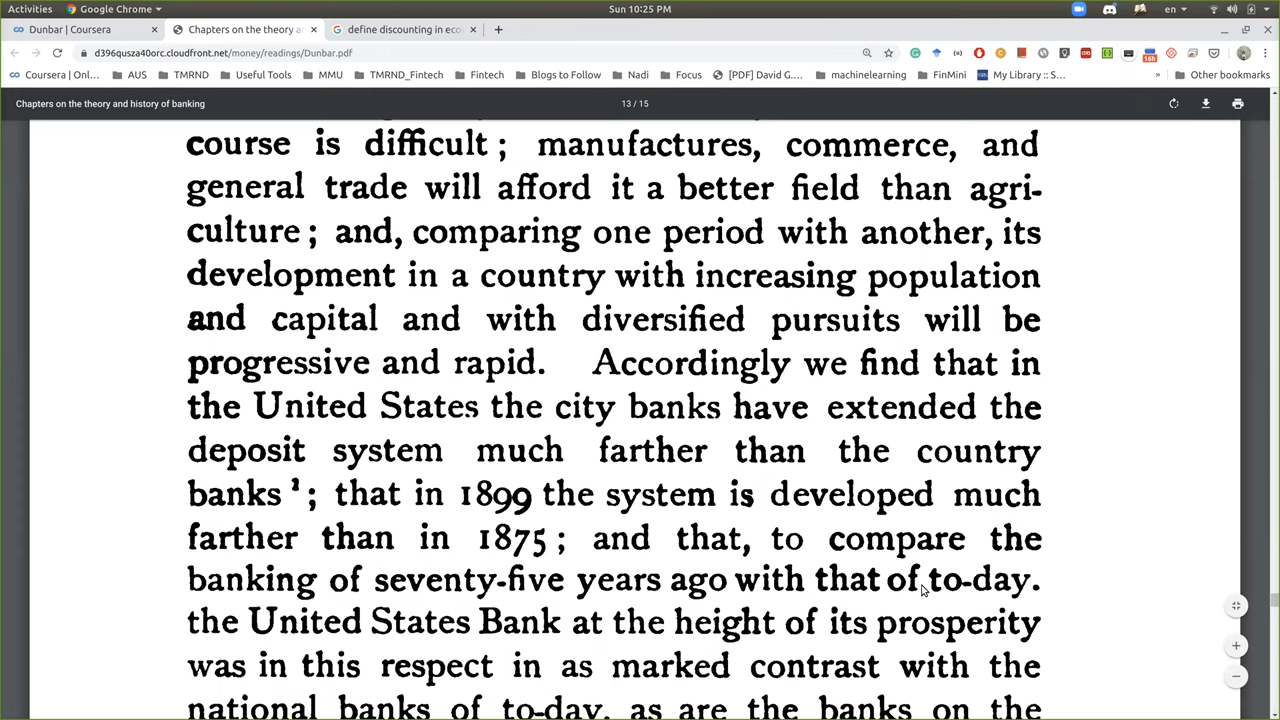 Activities Google Chrome Sun 10:25 PM en
Dunbar | Coursera Chapters on the theory a define discounting in eco
d396qusza40orc.cloudfront.net/money/readings/Dunbar.pdf
Coursera | Onl... AUS TMRND Useful Tools MMU TMRND_Fintech Fintech Blogs to Follow Nadi Focus [PDF] David G.... machinelearning FinMini My Library :: S... » Other bookmarks
16h
Chapters on the theory and history of banking 13 / 15
course is difficult ; manufactures, commerce, and
general trade will afford it a better field than agri-
culture ; and, comparing one period with another, its
development in a country with increasing population
and capital and with diversified pursuits will be
progressive and rapid. Accordingly we find that in
the United States the city banks have extended the
deposit system much farther than the country
banks ¹ ; that in 1899 the system is developed much
farther than in 1875 ; and that, to compare the
banking of seventy-five years ago with that of to-day.
the United States Bank at the height of its prosperity
was in this respect in as marked contrast with the
national banks of to-day, as are the banks on the